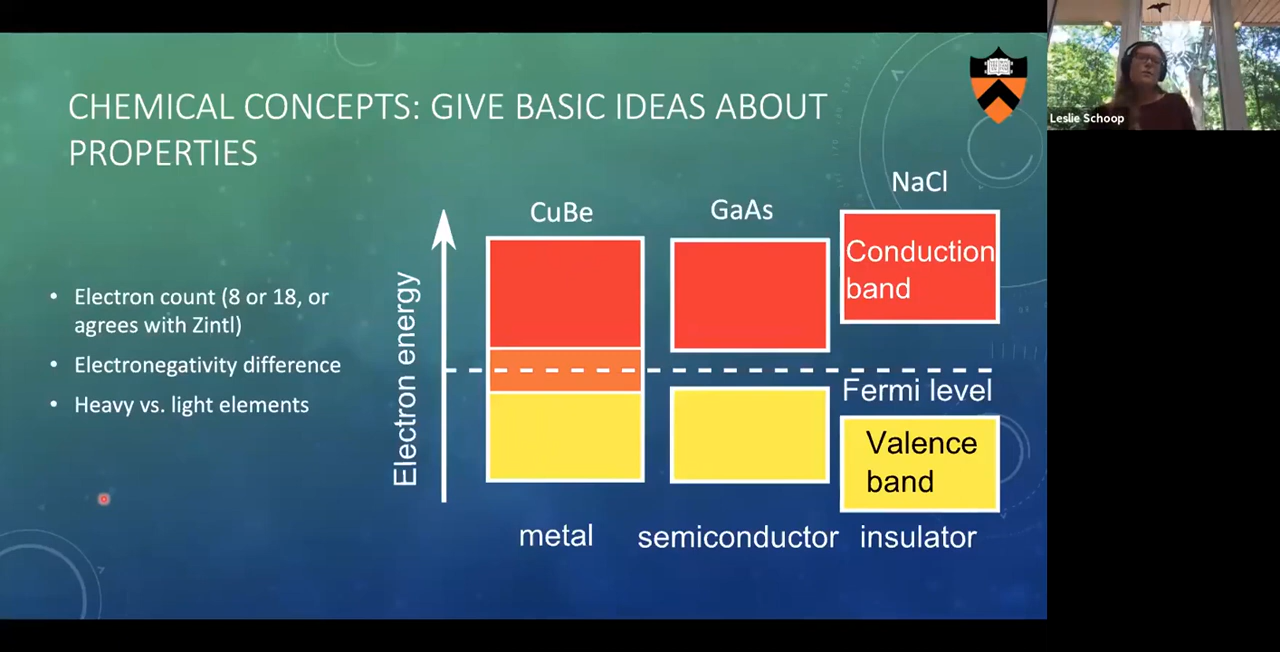 CHEMICAL CONCEPTS: GIVE BASIC IDEAS ABOUT
PROPERTIES
Leslie Schoop
• Electron count (8 or 18, or
agrees with Zintl)
• Electronegativity difference
• Heavy vs. light elements
Electron energy
CuBe
GaAs
NaCl
Conduction
band
Fermi level
Valence
band
metal
semiconductor
insulator